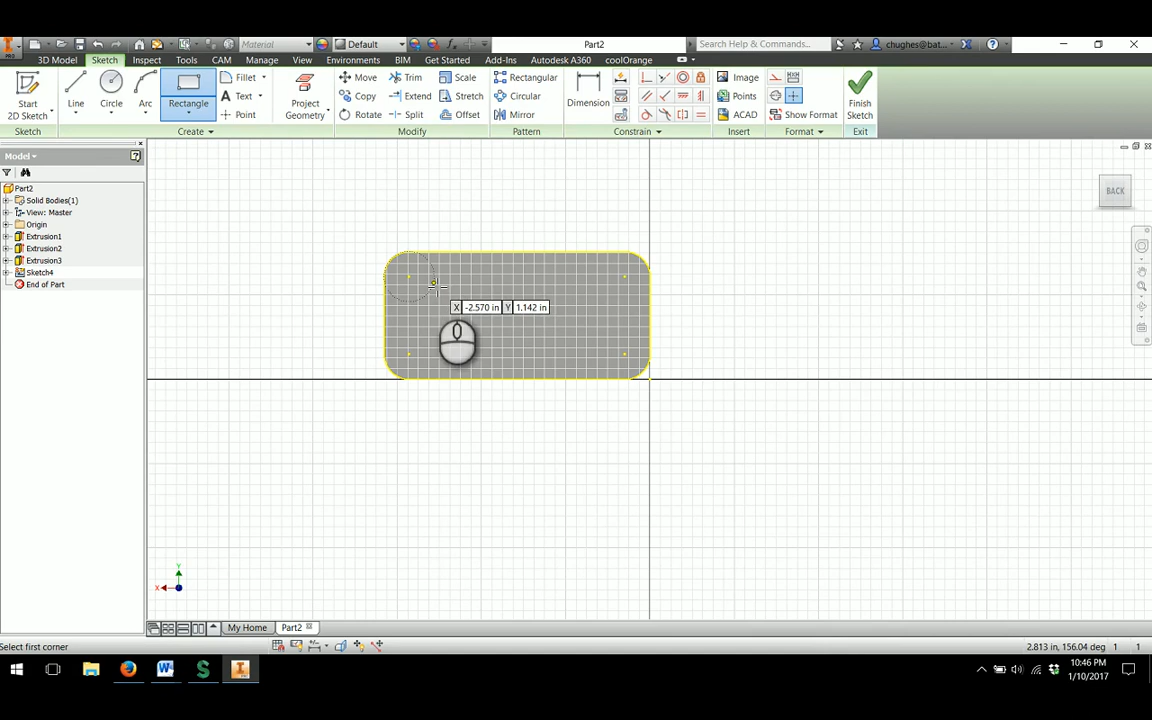 PRO
Material
Default
Part2
Search Help & Commands...
chughes@bat...
3D Model Sketch Inspect Tools CAM Manage View Environments BIM Get Started Add-Ins Autodesk A360 coolOrange
Start
2D Sketch
Line
Circle
Arc
Rectangle
Fillet
Text
Point
Project
Geometry
Move
Copy
Rotate
Trim
Extend
Split
Scale
Stretch
Offset
Rectangular
Circular
Mirror
Dimension
Image
Points
ACAD
Show Format
Finish
Sketch
Sketch Create Modify Pattern Constrain Insert Format Exit
Model
Part2
Solid Bodies(1)
View: Master
Origin
Extrusion1
Extrusion2
Extrusion3
Sketch4
End of Part
BACK
X -2.570 in Y 1.142 in
Y
X
My Home Part2
Select first corner
2.813 in, 156.04 deg 1 1
10:46 PM
1/10/2017